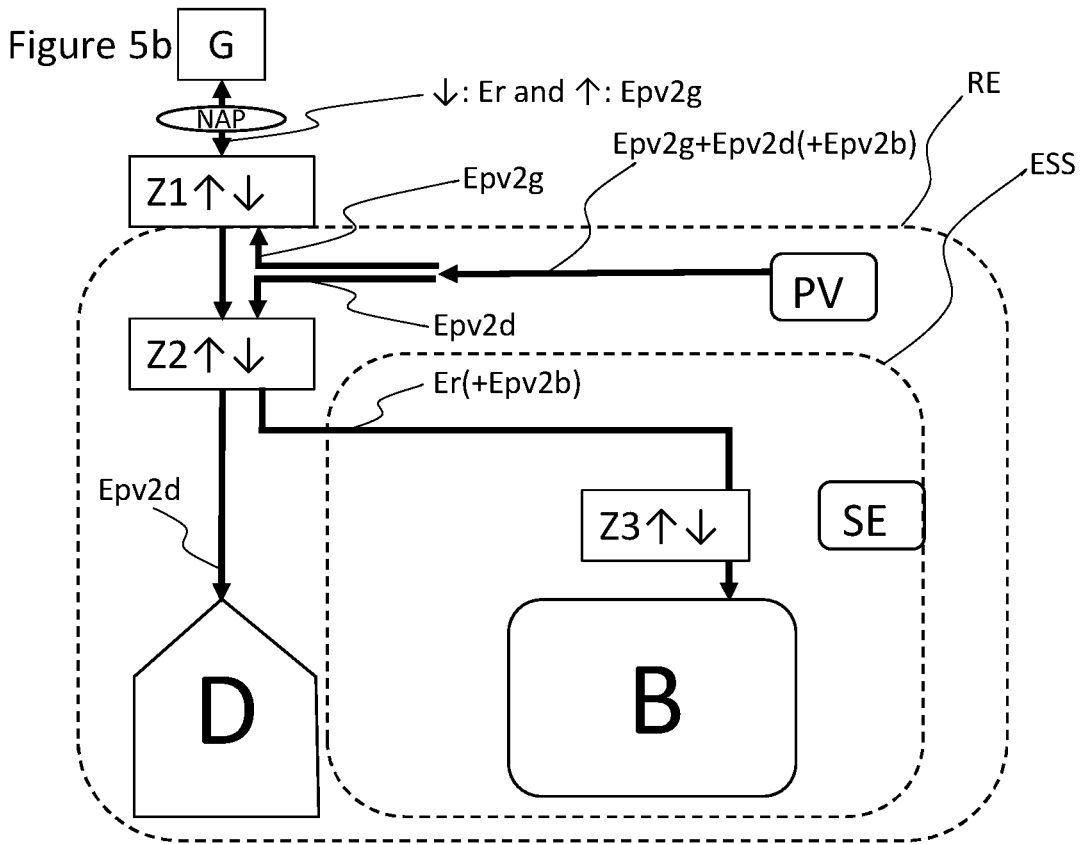 Figure 5b
G
NAP
↓: Er and ↑: Epv2g
RE
Epv2g+Epv2d(+Epv2b)
ESS
Z1↑↓
Epv2g
PV
Epv2d
Z2↑↓
Er(+Epv2b)
Epv2d
Z3↑↓
SE
D
B